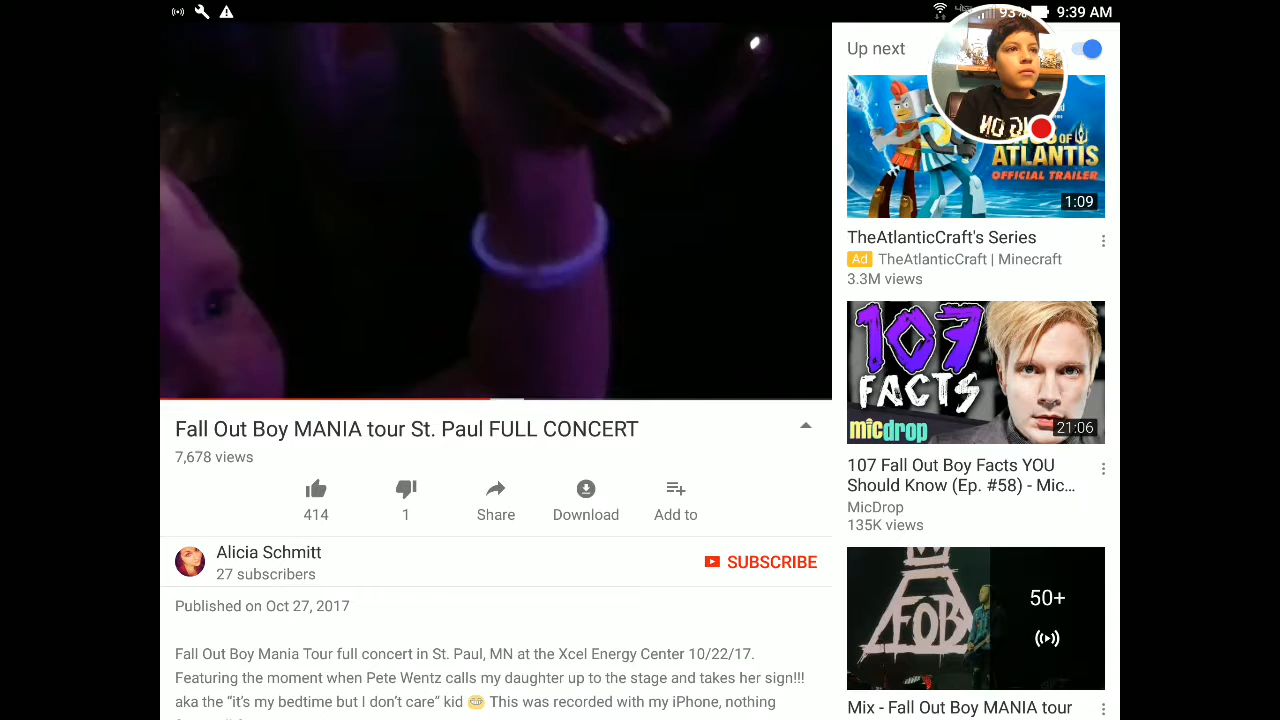 93% 9:39 AM
Up next
OF
ATLANTIS
OFFICIAL TRAILER
1:09
TheAtlanticCraft's Series
Ad TheAtlanticCraft | Minecraft
3.3M views
107
FACTS
micdrop
21:06
107 Fall Out Boy Facts YOU
Should Know (Ep. #58) - Mic...
MicDrop
135K views
FOB
50+
Mix - Fall Out Boy MANIA tour
Fall Out Boy MANIA tour St. Paul FULL CONCERT
7,678 views
414 1 Share Download Add to
Alicia Schmitt
27 subscribers
SUBSCRIBE
Published on Oct 27, 2017
Fall Out Boy Mania Tour full concert in St. Paul, MN at the Xcel Energy Center 10/22/17.
Featuring the moment when Pete Wentz calls my daughter up to the stage and takes her sign!!!
aka the “it's my bedtime but I don't care” kid 😁 This was recorded with my iPhone, nothing